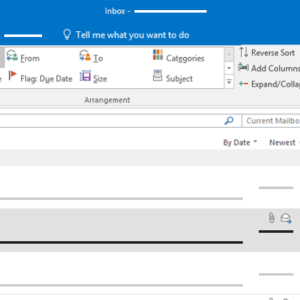 Inbox -
Tell me what you want to do
From To Categories Reverse Sort
Flag: Due Date Size Subject Add Columns
Expand/Colla
Arrangement
Current Mailbo
By Date Newest